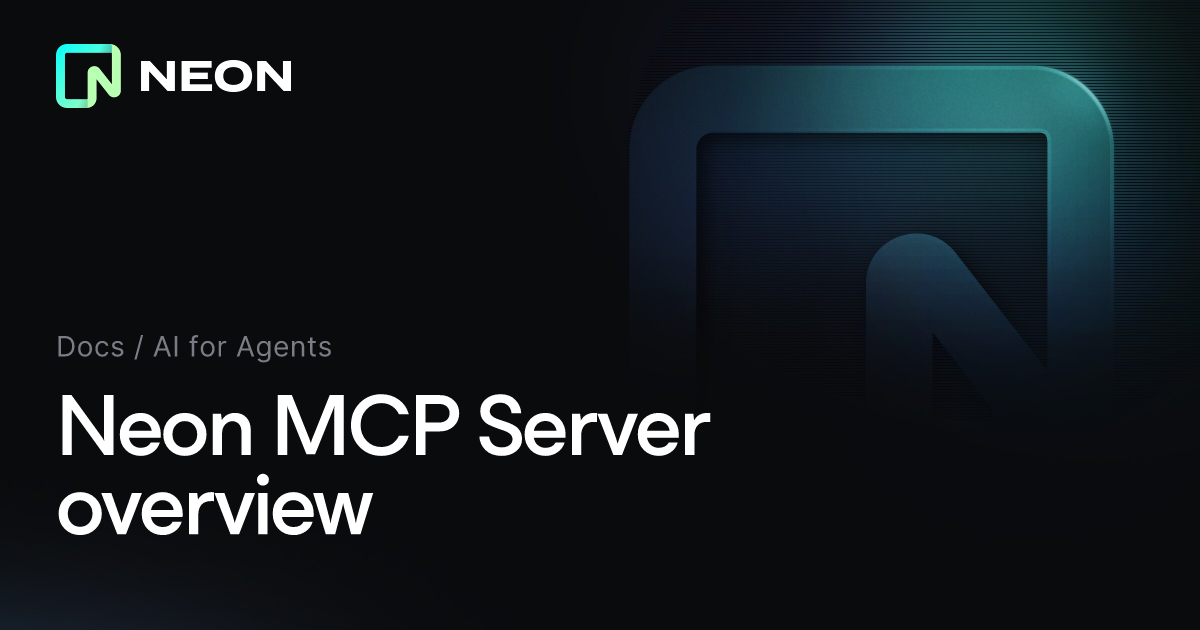 NEON
Docs / AI for Agents
Neon MCP Server
overview